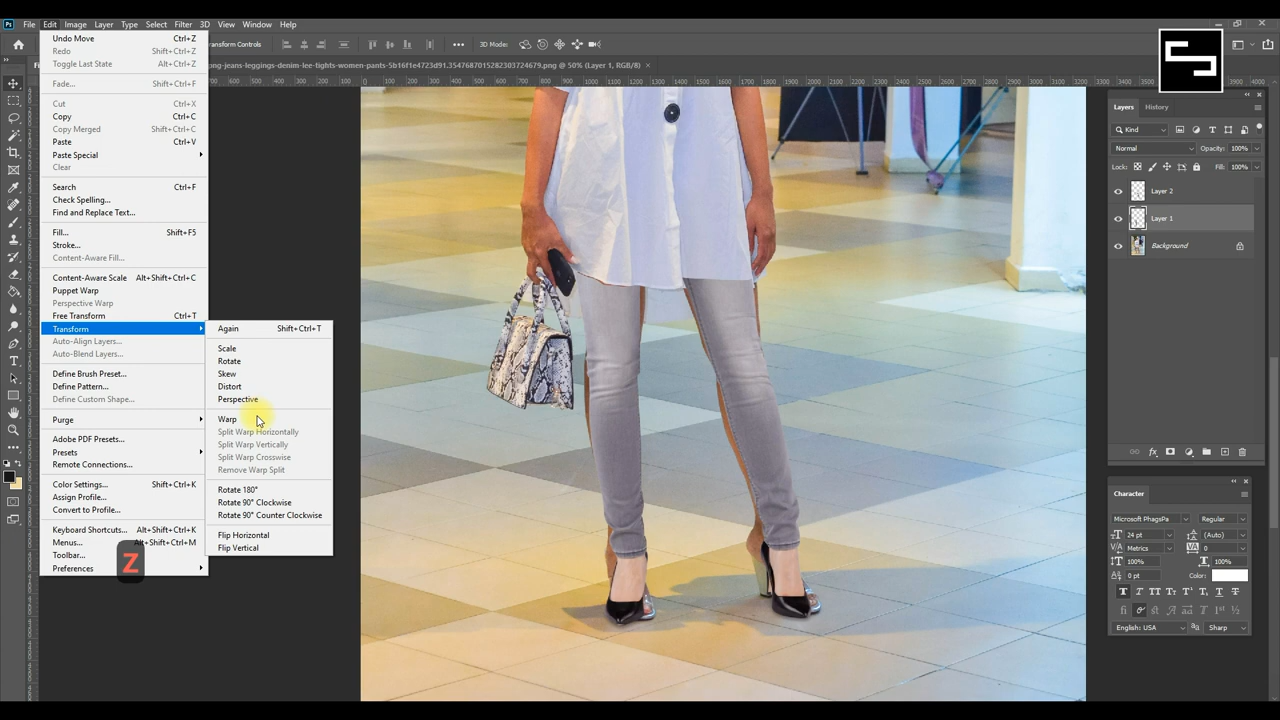 Ps File Edit Image Layer Type Select Filter 3D View Window Help
ransform Controls 3D Mode:
ong-jeans-leggings-denim-lee-tights-women-pants-5b16f1e4723d91.3547687015282303724679.png @ 50% (Layer 1, RGB/8)
Undo Move Ctrl+Z
Redo Shift+Ctrl+Z
Toggle Last State Alt+Ctrl+Z
Fade... Shift+Ctrl+F
Cut Ctrl+X
Copy Ctrl+C
Copy Merged Shift+Ctrl+C
Paste Ctrl+V
Paste Special
Clear
Search Ctrl+F
Check Spelling...
Find and Replace Text...
Fill... Shift+F5
Stroke...
Content-Aware Fill...
Content-Aware Scale Alt+Shift+Ctrl+C
Puppet Warp
Perspective Warp
Free Transform Ctrl+T
Transform
Auto-Align Layers...
Auto-Blend Layers...
Define Brush Preset...
Define Pattern...
Define Custom Shape...
Purge
Adobe PDF Presets...
Presets
Remote Connections...
Color Settings... Shift+Ctrl+K
Assign Profile...
Convert to Profile...
Keyboard Shortcuts... Alt+Shift+Ctrl+K
Menus... Alt+Shift+Ctrl+M
Toolbar...
Preferences
Z
Again Shift+Ctrl+T
Scale
Rotate
Skew
Distort
Perspective
Warp
Split Warp Horizontally
Split Warp Vertically
Split Warp Crosswise
Remove Warp Split
Rotate 180°
Rotate 90° Clockwise
Rotate 90° Counter Clockwise
Flip Horizontal
Flip Vertical
Layers History
Kind
Normal Opacity: 100%
Lock: Fill: 100%
Layer 2
Layer 1
Background
Character
Microsoft PhagsPa Regular
24 pt (Auto)
Metrics 0
100% 100%
0 pt Color:
English: USA Sharp